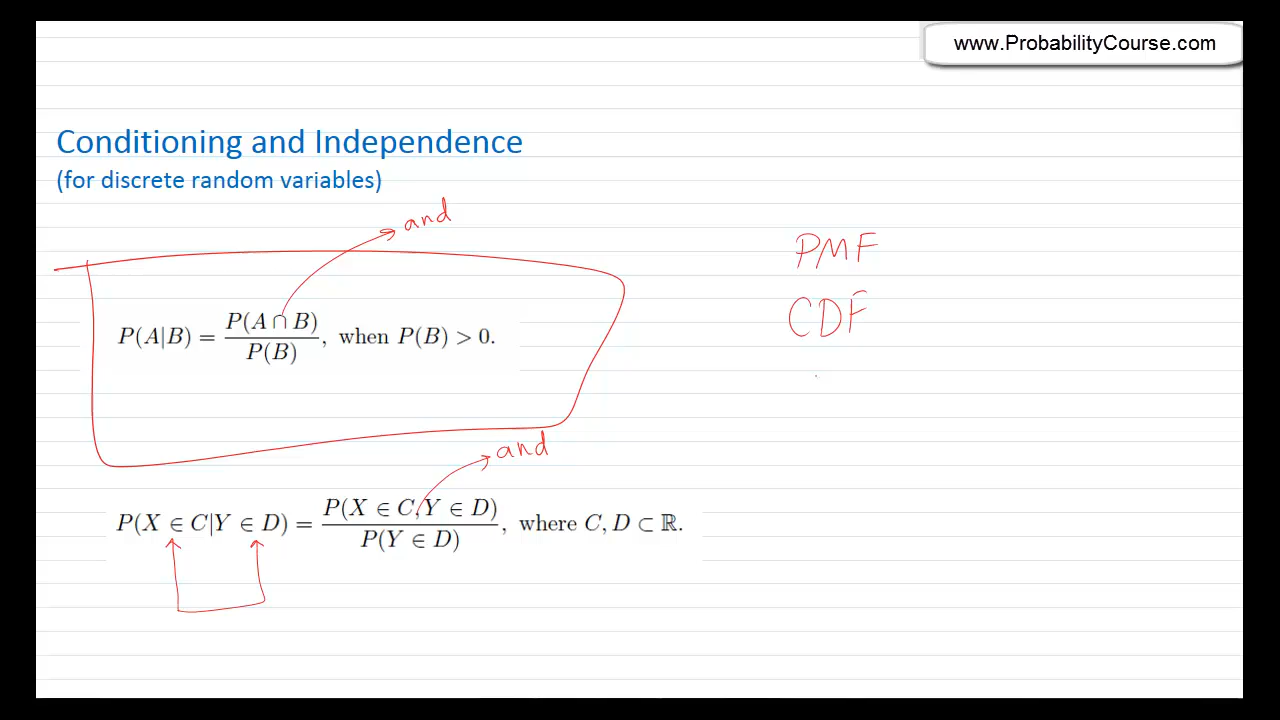 www.ProbabilityCourse.com
Conditioning and Independence
(for discrete random variables)
and
PMF
CDF
P(A|B) = P(A ∩ B) / P(B), when P(B) > 0.
and
P(X ∈ C|Y ∈ D) = P(X ∈ C, Y ∈ D) / P(Y ∈ D), where C, D ⊂ ℝ.